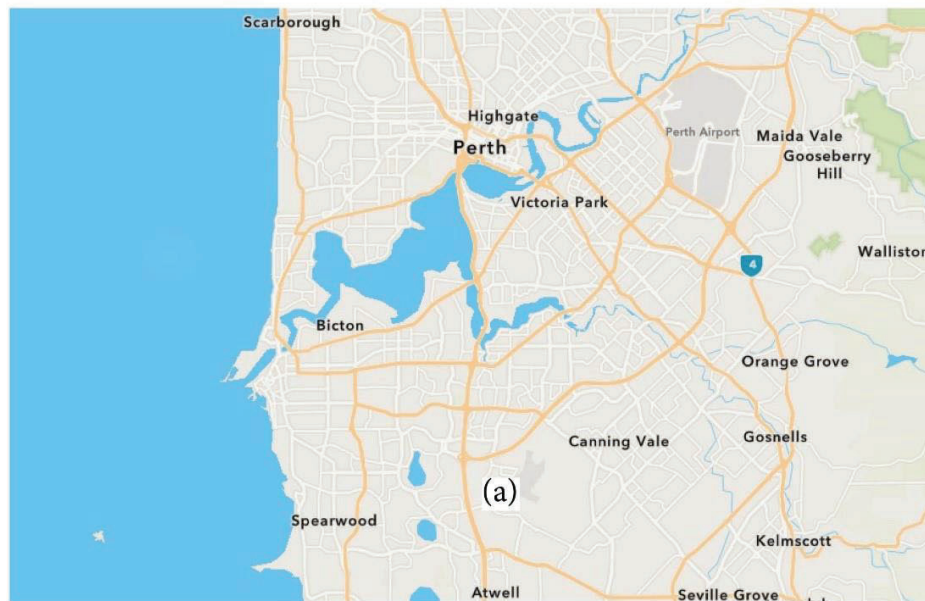 Scarborough
Highgate
Perth Airport
Perth
Maida Vale
Gooseberry
Hill
Victoria Park
Walliston
4
Bicton
Orange Grove
Canning Vale
Gosnells
(a)
Spearwood
Kelmscott
Atwell
Seville Grove